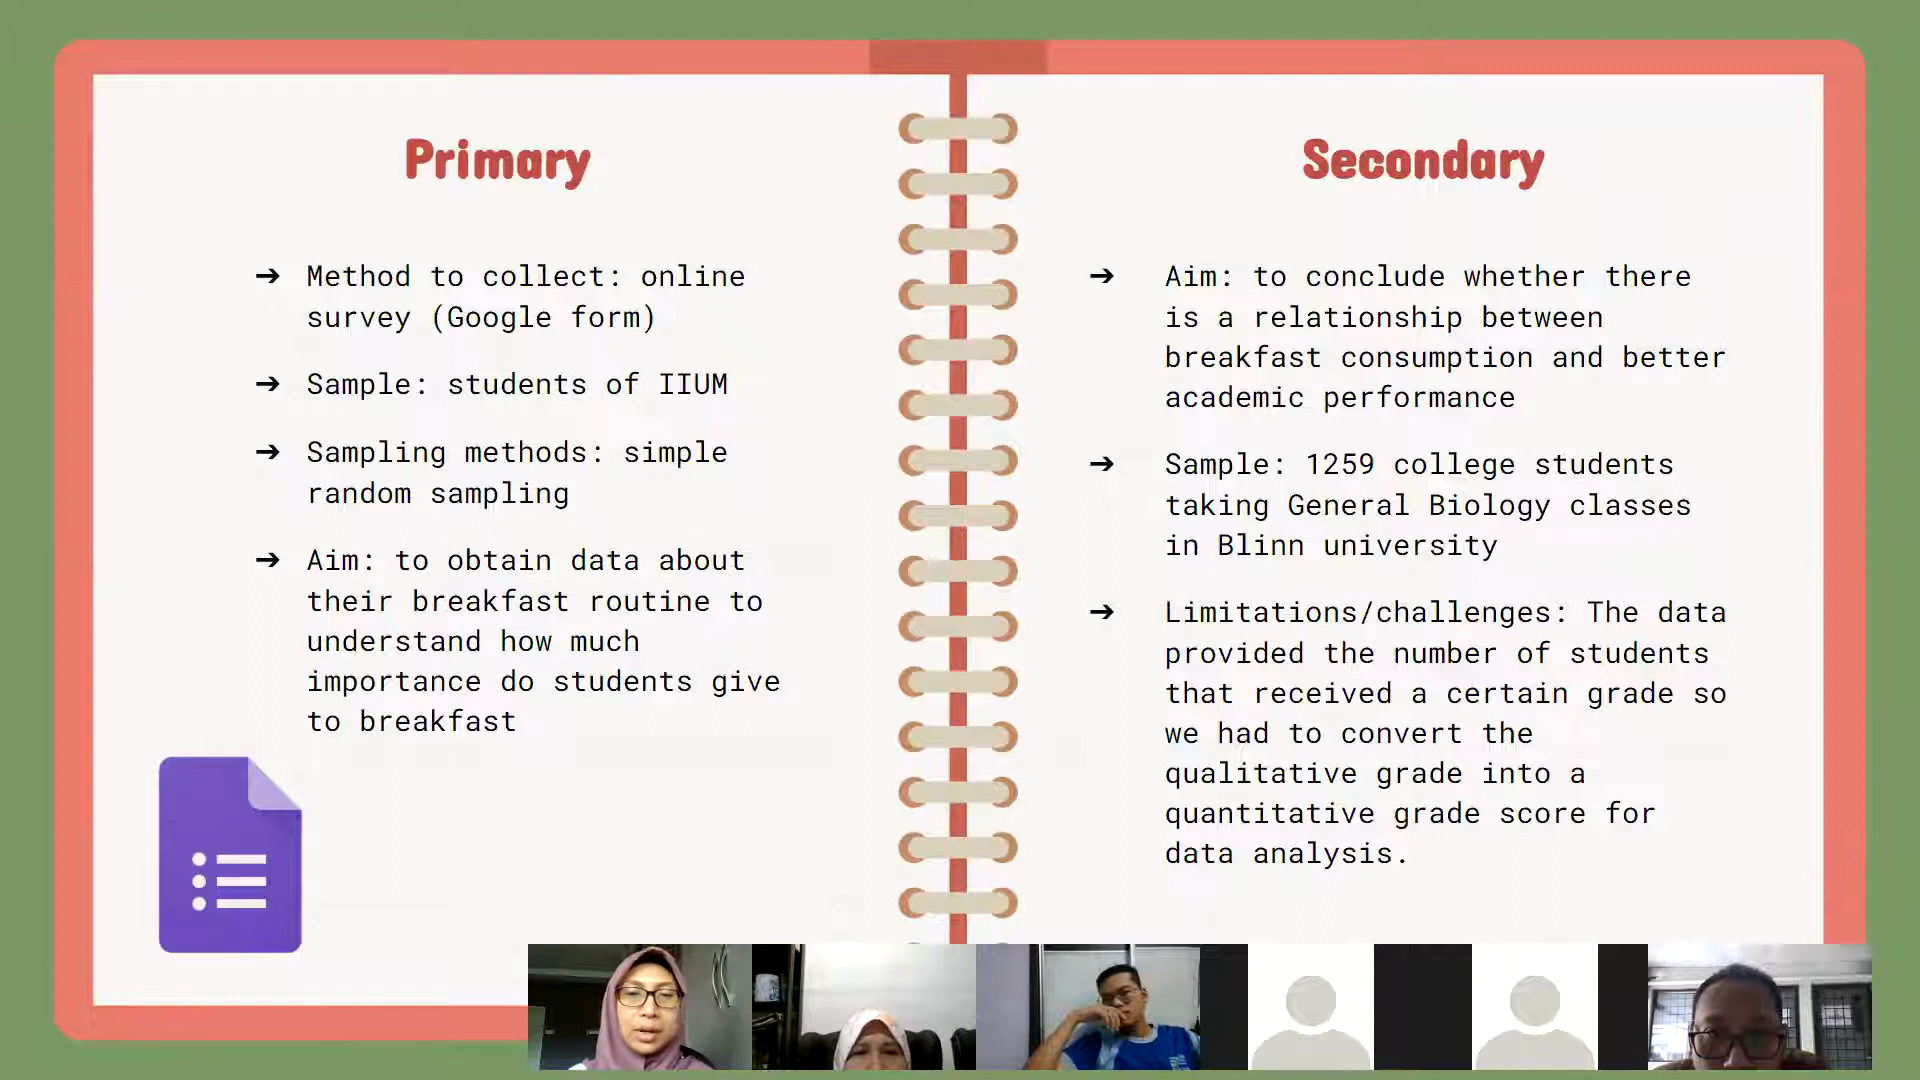 Primary
➔ Method to collect: online
survey (Google form)
➔ Sample: students of IIUM
➔ Sampling methods: simple
random sampling
➔ Aim: to obtain data about
their breakfast routine to
understand how much
importance do students give
to breakfast
Secondary
➔ Aim: to conclude whether there
is a relationship between
breakfast consumption and better
academic performance
➔ Sample: 1259 college students
taking General Biology classes
in Blinn university
➔ Limitations/challenges: The data
provided the number of students
that received a certain grade so
we had to convert the
qualitative grade into a
quantitative grade score for
data analysis.